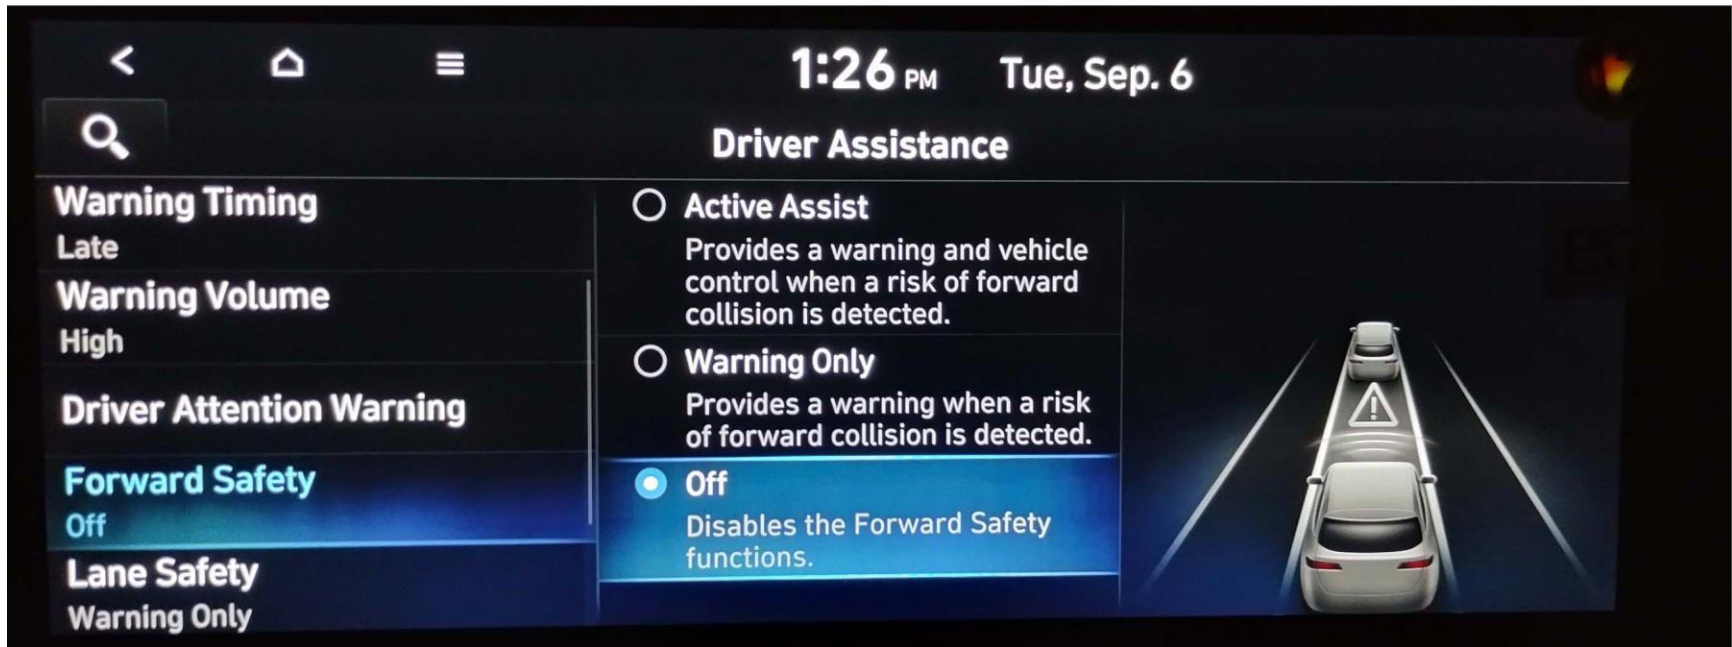 1:26 PM Tue, Sep. 6
Driver Assistance
Warning Timing
Late
Warning Volume
High
Driver Attention Warning
Forward Safety
Off
Lane Safety
Warning Only
Active Assist
Provides a warning and vehicle
control when a risk of forward
collision is detected.
Warning Only
Provides a warning when a risk
of forward collision is detected.
Off
Disables the Forward Safety
functions.